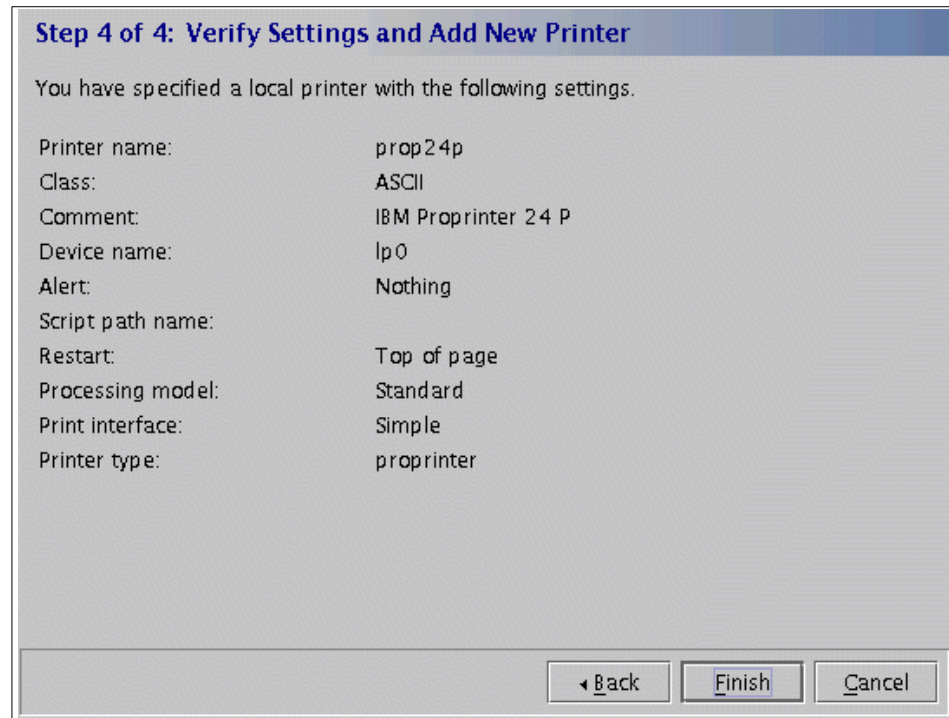 Step 4 of 4: Verify Settings and Add New Printer
You have specified a local printer with the following settings.
Printer name: prop24p
Class: ASCII
Comment: IBM Proprinter 24 P
Device name: lp0
Alert: Nothing
Script path name:
Restart: Top of page
Processing model: Standard
Print interface: Simple
Printer type: proprinter
Back Finish Cancel